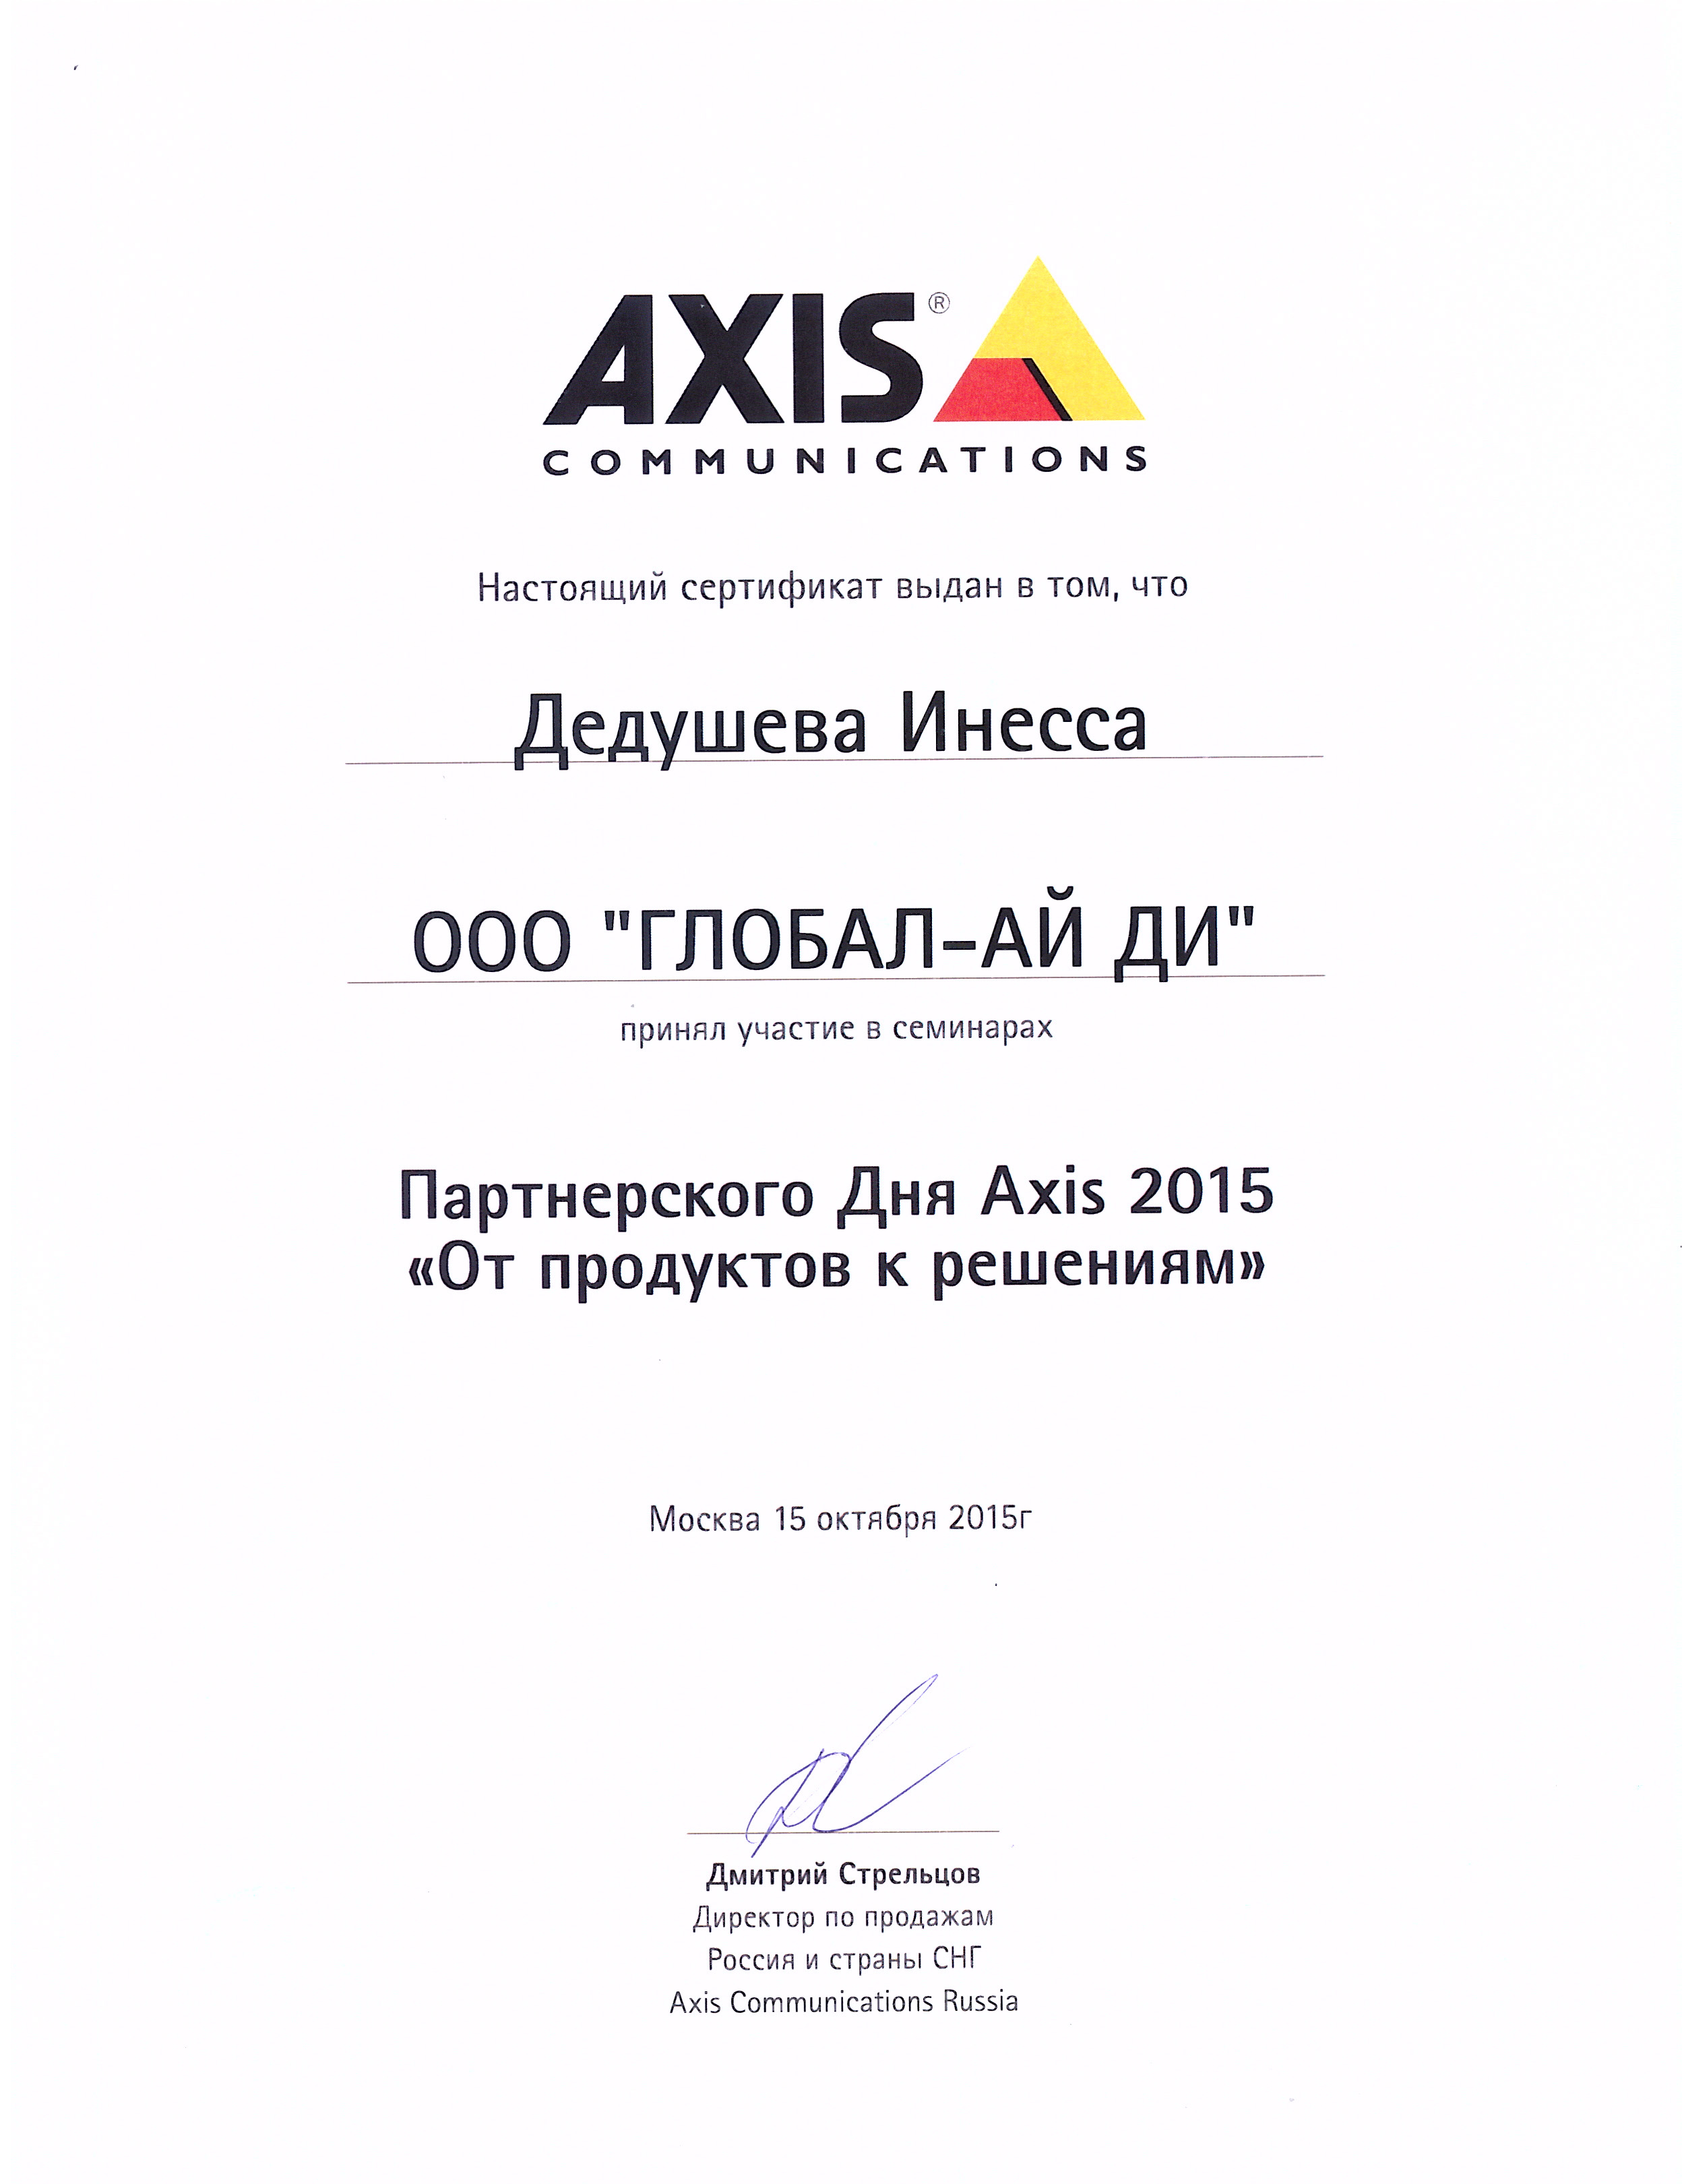 AXIS®
COMMUNICATIONS
Настоящий сертификат выдан в том, что
Дедушева Инесса
ООО "ГЛОБАЛ-АЙ ДИ"
принял участие в семинарах
Партнерского Дня Axis 2015
«От продуктов к решениям»
Москва 15 октября 2015г
Дмитрий Стрельцов
Директор по продажам
Россия и страны СНГ
Axis Communications Russia